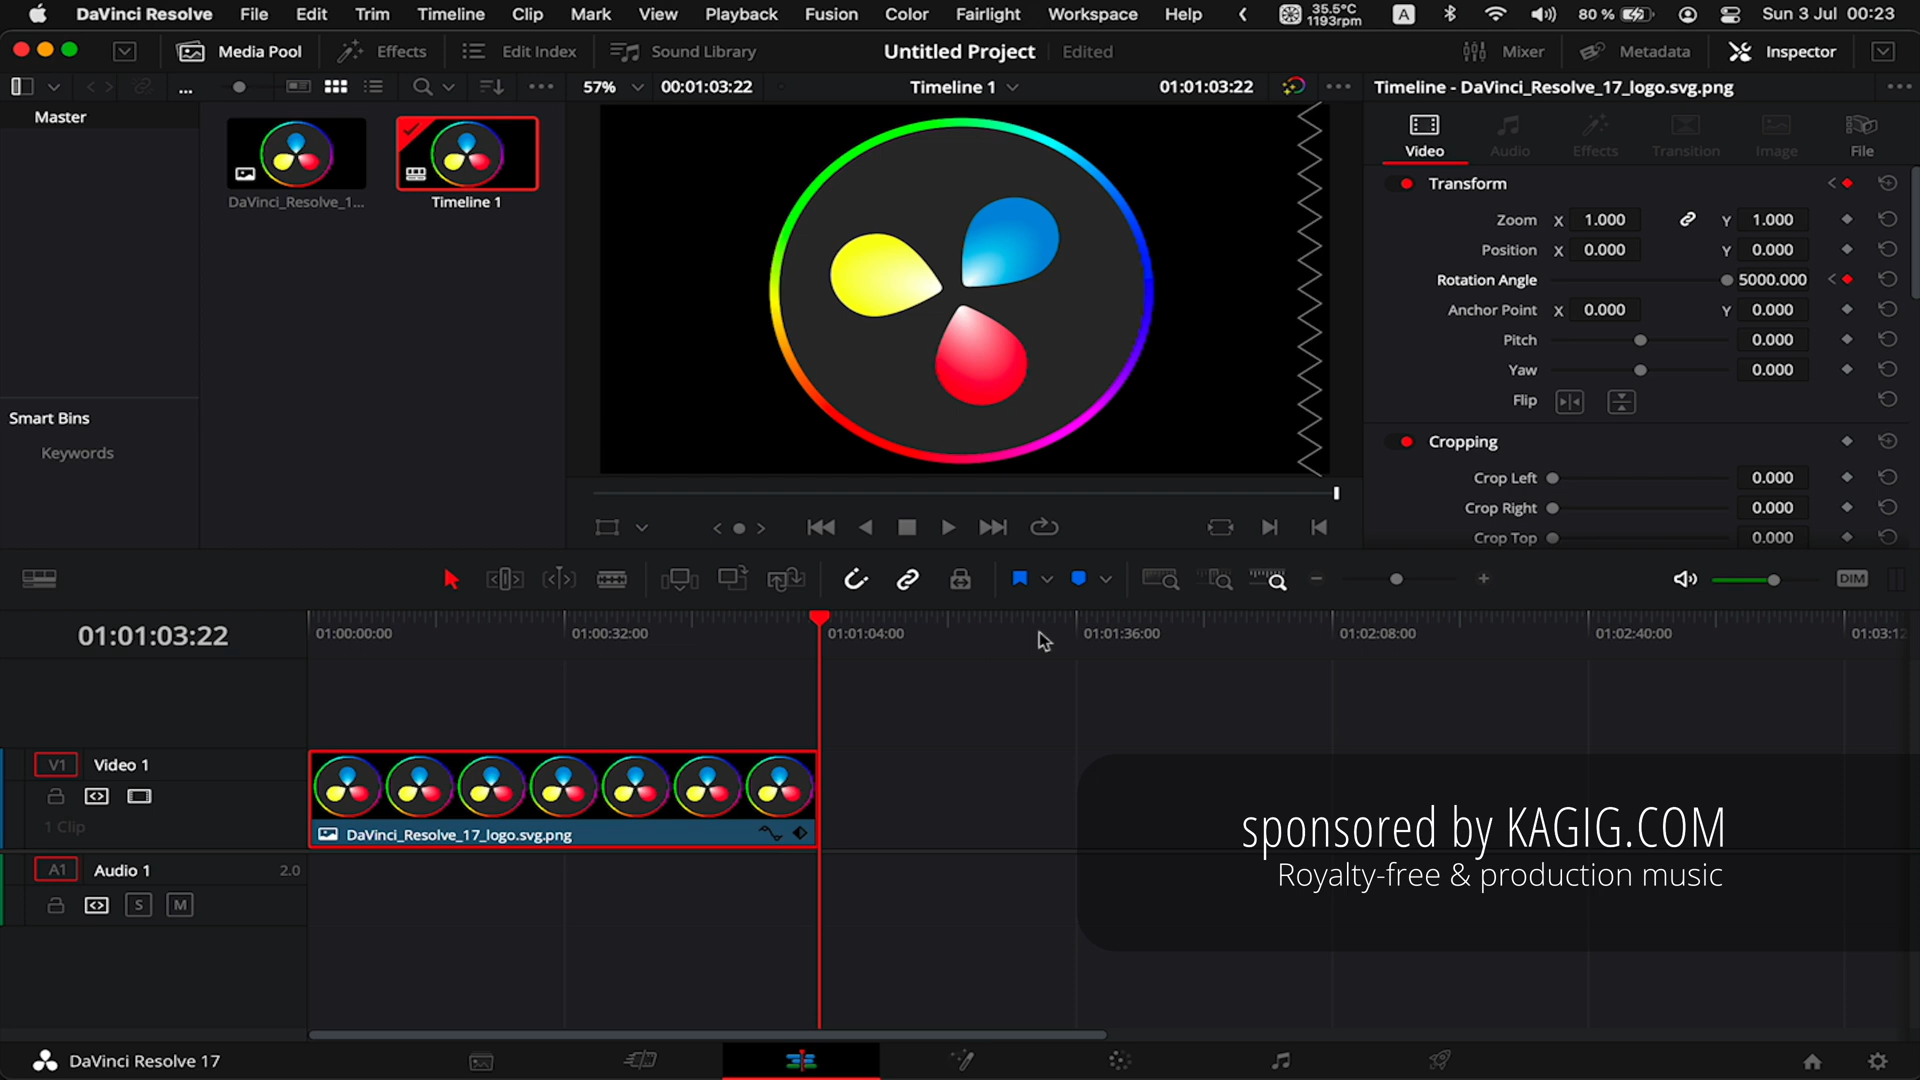 DaVinci Resolve File Edit Trim Timeline Clip Mark View Playback Fusion Color Fairlight Workspace Help 35.5°C 1193rpm A 80 % Sun 3 Jul 00:23
Media Pool Effects Edit Index Sound Library Untitled Project Edited Mixer Metadata Inspector
... 57% 00:01:03:22 Timeline 1 01:01:03:22 Timeline - DaVinci_Resolve_17_logo.svg.png
Master
DaVinci_Resolve_1...
Timeline 1
Smart Bins
Keywords
Video Audio Effects Transition Image File
Transform
Zoom X 1.000 Y 1.000
Position X 0.000 Y 0.000
Rotation Angle 5000.000
Anchor Point X 0.000 Y 0.000
Pitch 0.000
Yaw 0.000
Flip
Cropping
Crop Left 0.000
Crop Right 0.000
Crop Top 0.000
DIM
01:01:03:22
01:00:00:00 01:00:32:00 01:01:04:00 01:01:36:00 01:02:08:00 01:02:40:00 01:03:12
V1 Video 1
1 Clip
DaVinci_Resolve_17_logo.svg.png
A1 Audio 1 2.0
S M
sponsored by KAGIG.COM
Royalty-free & production music
DaVinci Resolve 17